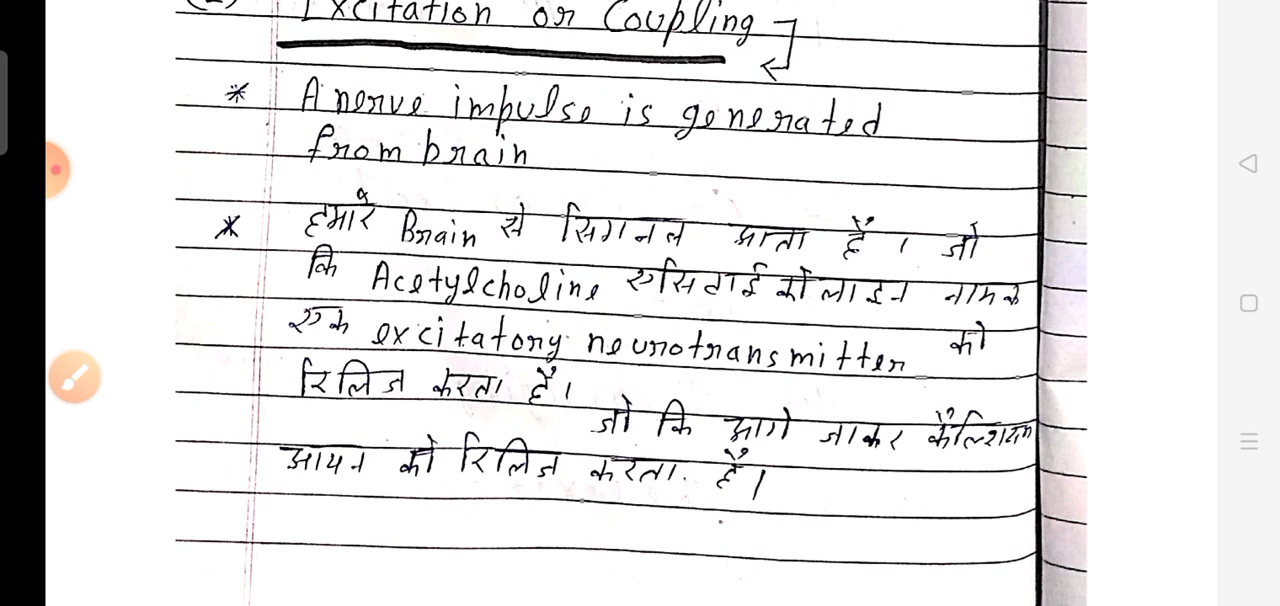 Excitation or Coupling
* A nerve impulse is generated
from brain
* हमारे Brain से सिगनल आता हैं । जो
कि Acetylcholine एसिटाईकोलाइन नामक
एक excitatory neurotransmitter को
रिलिज करता हैं ।
जो कि आगे जाकर कैल्शियम
आयन को रिलिज करता हैं ।